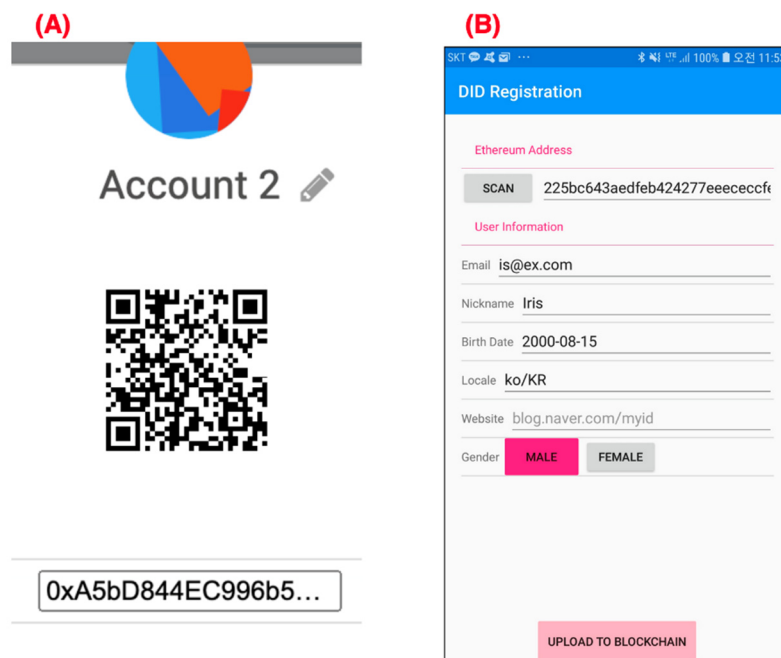 (A)
Account 2
0xA5bD844EC996b5...
(B)
SKT ... LTE 100% 오전 11:5
DID Registration
Ethereum Address
SCAN 225bc643aedfeb424277eeececcfe
User Information
Email is@ex.com
Nickname Iris
Birth Date 2000-08-15
Locale ko/KR
Website blog.naver.com/myid
Gender MALE FEMALE
UPLOAD TO BLOCKCHAIN